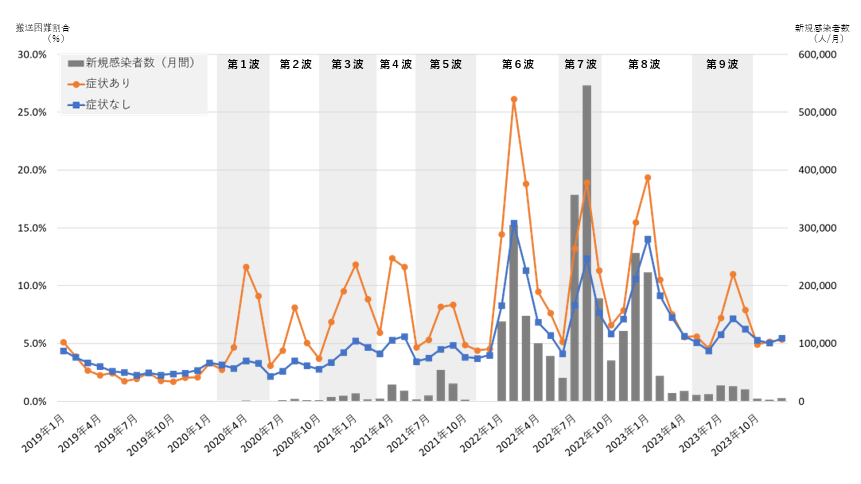 搬送困難割合
（%）
新規感染者数
（人/月）
30.0%
25.0%
20.0%
15.0%
10.0%
5.0%
0.0%
新規感染者数（月間）
症状あり
症状なし
第１波
第２波
第３波
第４波
第５波
第６波
第７波
第８波
第９波
600,000
500,000
400,000
300,000
200,000
100,000
0
2019年1月
2019年4月
2019年7月
2019年10月
2020年1月
2020年4月
2020年7月
2020年10月
2021年1月
2021年4月
2021年7月
2021年10月
2022年1月
2022年4月
2022年7月
2022年10月
2023年1月
2023年4月
2023年7月
2023年10月